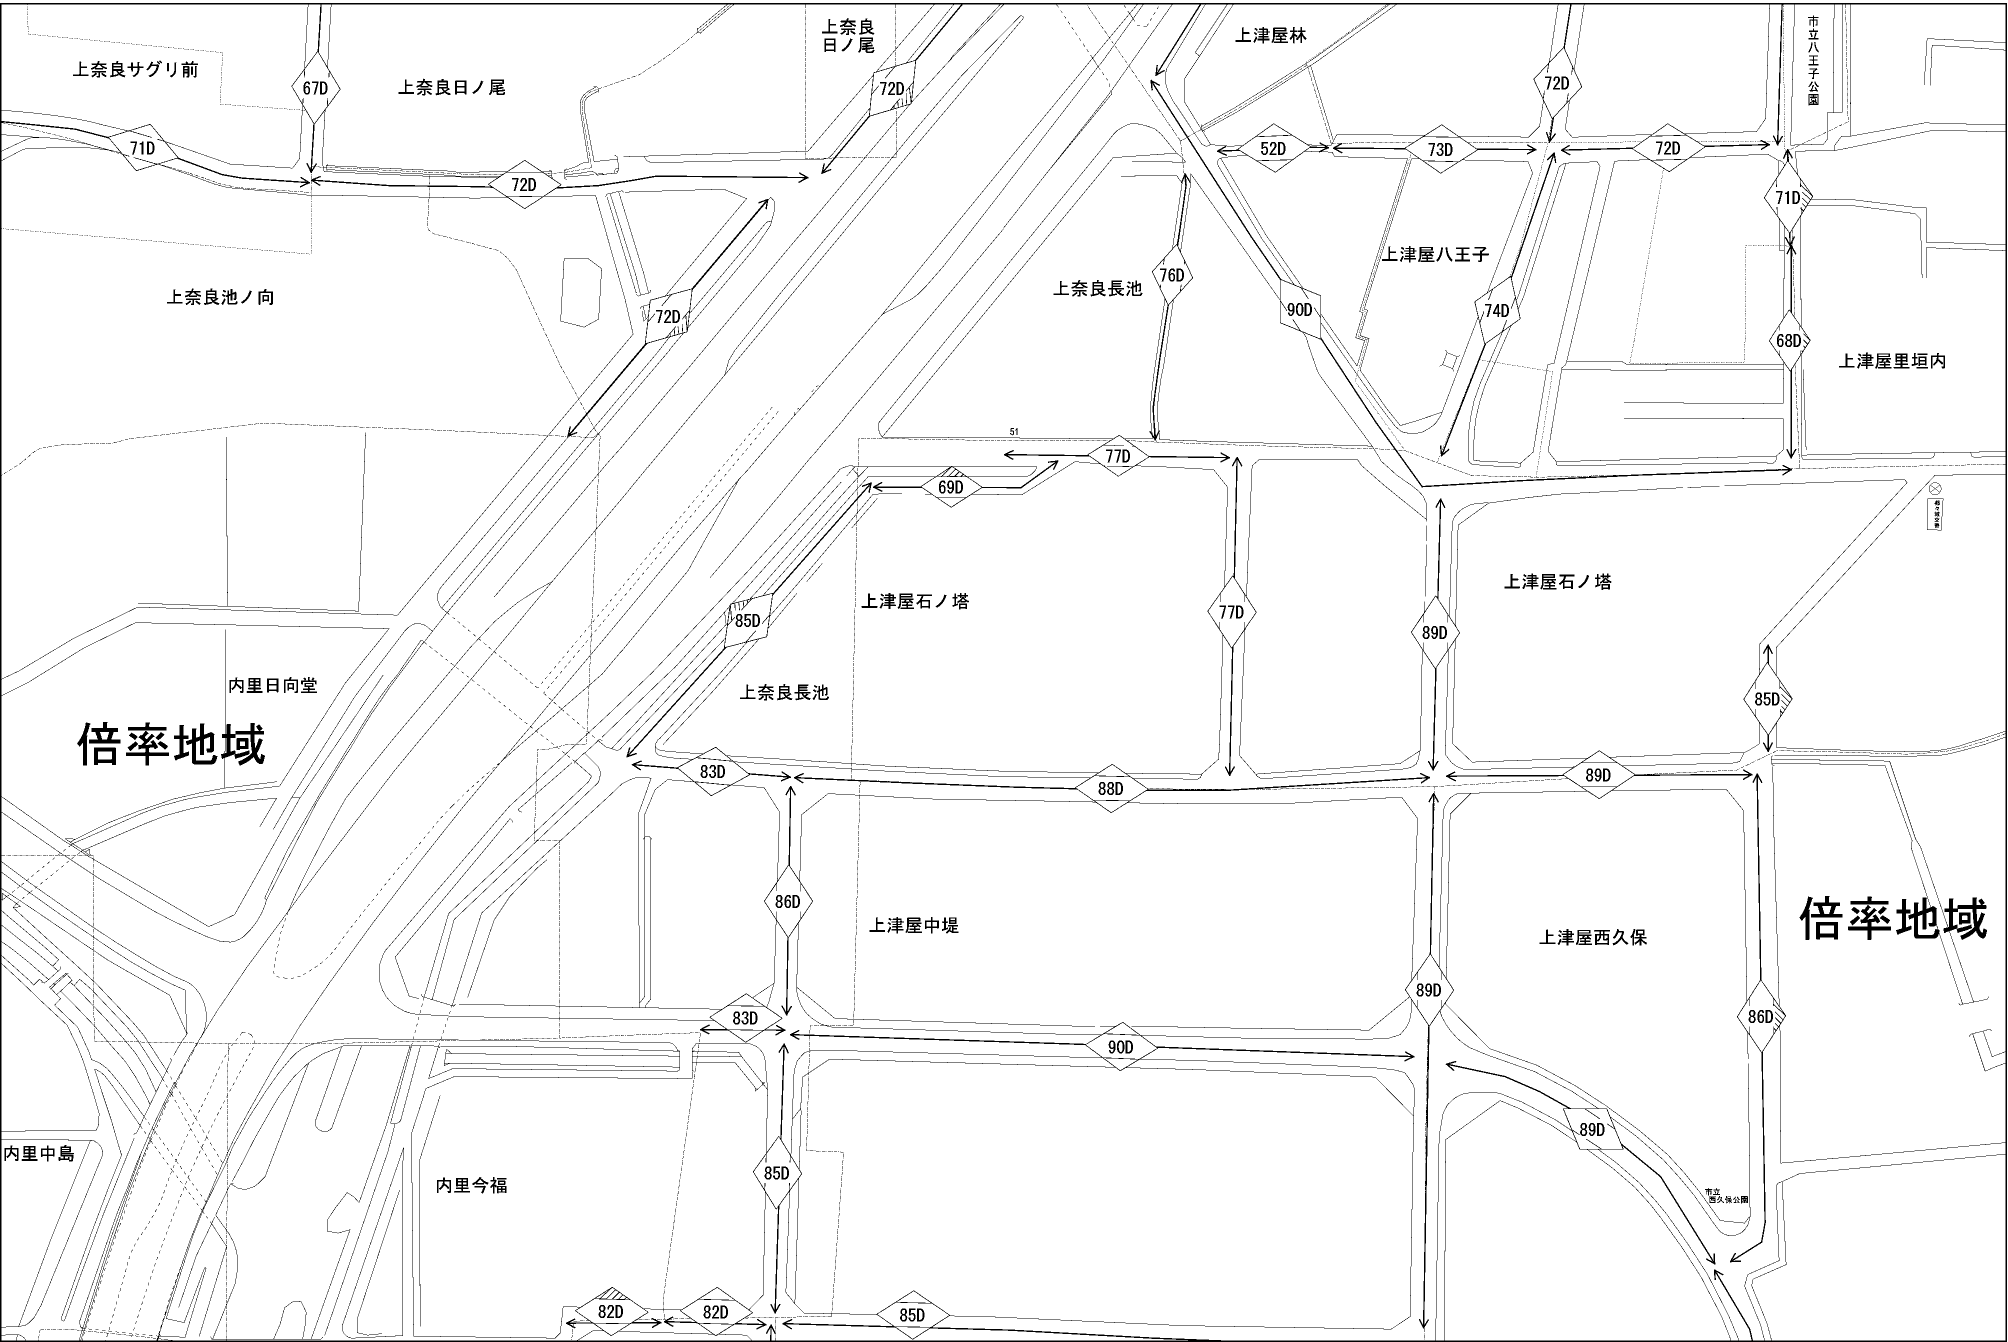 上奈良
日ノ尾
上津屋林
市立八王子公園
上奈良サグリ前
67D
上奈良日ノ尾
72D
72D
71D
52D
73D
72D
72D
71D
上津屋八王子
上奈良池ノ向
72D
上奈良長池
76D
90D
74D
68D
上津屋里垣内
51
77D
69D
上津屋石ノ塔
85D
上津屋石ノ塔
77D
89D
内里日向堂
上奈良長池
85D
倍率地域
83D
88D
89D
86D
上津屋中堤
上津屋西久保
倍率地域
89D
83D
90D
86D
89D
内里中島
内里今福
85D
市立
西久保公園
82D
82D
85D